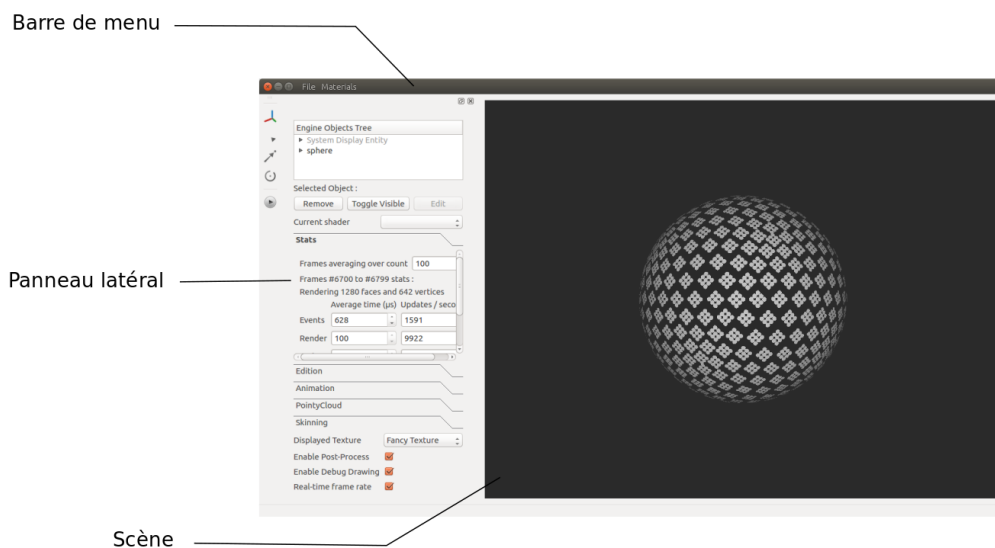 Barre de menu
File Materials
Engine Objects Tree
System Display Entity
sphere
Selected Object :
Remove Toggle Visible Edit
Current shader
Stats
Frames averaging over count 100
Panneau latéral
Frames #6700 to #6799 stats :
Rendering 1280 faces and 642 vertices
Average time (µs) Updates / seco
Events 628 1591
Render 100 9922
Edition
Animation
PointyCloud
Skinning
Displayed Texture Fancy Texture
Enable Post-Process
Enable Debug Drawing
Real-time frame rate
Scène